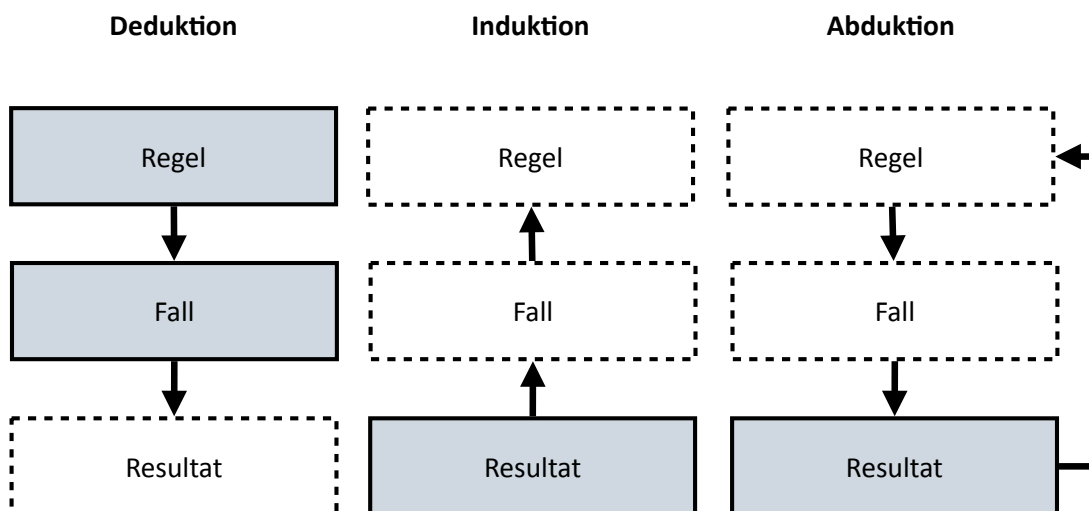 Deduktion
Induktion
Abduktion
Regel
Regel
Regel
Fall
Fall
Fall
Resultat
Resultat
Resultat